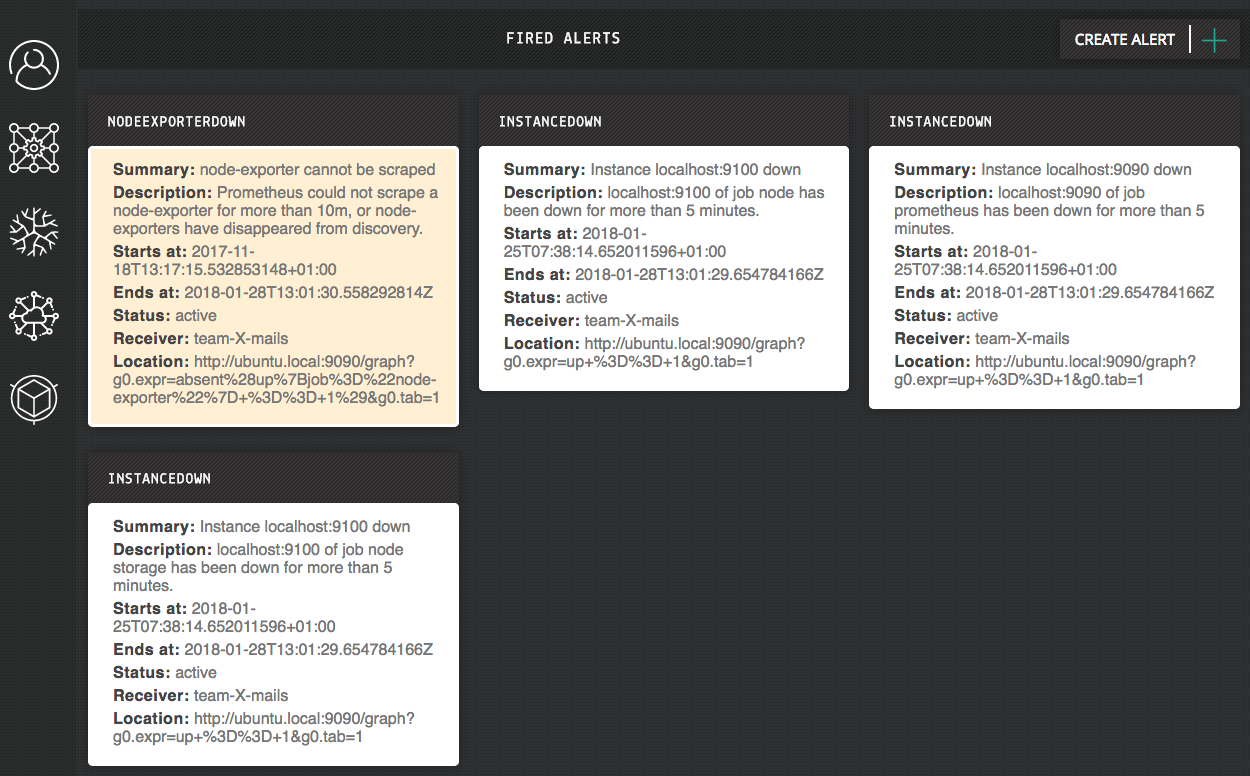 FIRED ALERTS
CREATE ALERT
NODEEXPORTERDOWN
Summary: node-exporter cannot be scraped
Description: Prometheus could not scrape a
node-exporter for more than 10m, or node-
exporters have disappeared from discovery.
Starts at: 2017-11-
18T13:17:15.532853148+01:00
Ends at: 2018-01-28T13:01:30.558292814Z
Status: active
Receiver: team-X-mails
Location: http://ubuntu.local:9090/graph?
g0.expr=absent%28up%7Bjob%3D%22node-
exporter%22%7D+%3D%3D+1%29&g0.tab=1
INSTANCEDOWN
Summary: Instance localhost:9100 down
Description: localhost:9100 of job node has
been down for more than 5 minutes.
Starts at: 2018-01-
25T07:38:14.652011596+01:00
Ends at: 2018-01-28T13:01:29.654784166Z
Status: active
Receiver: team-X-mails
Location: http://ubuntu.local:9090/graph?
g0.expr=up+%3D%3D+1&g0.tab=1
INSTANCEDOWN
Summary: Instance localhost:9090 down
Description: localhost:9090 of job
prometheus has been down for more than 5
minutes.
Starts at: 2018-01-
25T07:38:14.652011596+01:00
Ends at: 2018-01-28T13:01:29.654784166Z
Status: active
Receiver: team-X-mails
Location: http://ubuntu.local:9090/graph?
g0.expr=up+%3D%3D+1&g0.tab=1
INSTANCEDOWN
Summary: Instance localhost:9100 down
Description: localhost:9100 of job node
storage has been down for more than 5
minutes.
Starts at: 2018-01-
25T07:38:14.652011596+01:00
Ends at: 2018-01-28T13:01:29.654784166Z
Status: active
Receiver: team-X-mails
Location: http://ubuntu.local:9090/graph?
g0.expr=up+%3D%3D+1&g0.tab=1